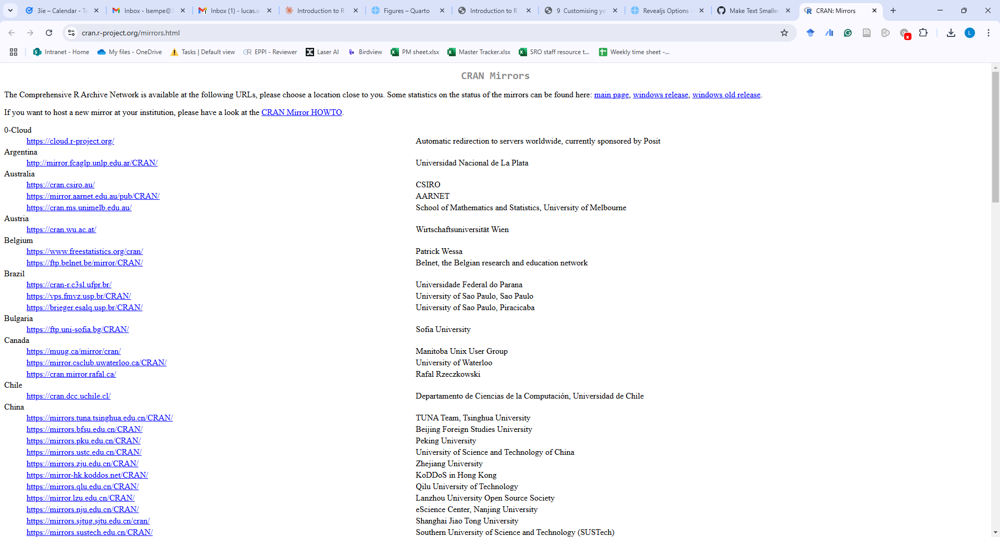 3ie – Calendar - Ta
Inbox - lsempe@3
Inbox (1) - lucas.se
Introduction to R
Figures – Quarto
Introduction to R
9 Customising yo
Revealjs Options –
Make Text Smaller
CRAN: Mirrors
cran.r-project.org/mirrors.html
L
Intranet - Home
My files - OneDrive
Tasks | Default view
EPPI - Reviewer
Laser AI
Birdview
PM sheet.xlsx
Master Tracker.xlsx
SRO staff resource t...
Weekly time sheet -...
CRAN Mirrors
The Comprehensive R Archive Network is available at the following URLs, please choose a location close to you. Some statistics on the status of the mirrors can be found here: main page, windows release, windows old release.
If you want to host a new mirror at your institution, please have a look at the CRAN Mirror HOWTO.
0-Cloud
https://cloud.r-project.org/ Automatic redirection to servers worldwide, currently sponsored by Posit
Argentina
http://mirror.fcaglp.unlp.edu.ar/CRAN/ Universidad Nacional de La Plata
Australia
https://cran.csiro.au/ CSIRO
https://mirror.aarnet.edu.au/pub/CRAN/ AARNET
https://cran.ms.unimelb.edu.au/ School of Mathematics and Statistics, University of Melbourne
Austria
https://cran.wu.ac.at/ Wirtschaftsuniversität Wien
Belgium
https://www.freestatistics.org/cran/ Patrick Wessa
https://ftp.belnet.be/mirror/CRAN/ Belnet, the Belgian research and education network
Brazil
https://cran-r.c3sl.ufpr.br/ Universidade Federal do Parana
https://vps.fmvz.usp.br/CRAN/ University of Sao Paulo, Sao Paulo
https://brieger.esalq.usp.br/CRAN/ University of Sao Paulo, Piracicaba
Bulgaria
https://ftp.uni-sofia.bg/CRAN/ Sofia University
Canada
https://muug.ca/mirror/cran/ Manitoba Unix User Group
https://mirror.csclub.uwaterloo.ca/CRAN/ University of Waterloo
https://cran.mirror.rafal.ca/ Rafal Rzeczkowski
Chile
https://cran.dcc.uchile.cl/ Departamento de Ciencias de la Computación, Universidad de Chile
China
https://mirrors.tuna.tsinghua.edu.cn/CRAN/ TUNA Team, Tsinghua University
https://mirrors.bfsu.edu.cn/CRAN/ Beijing Foreign Studies University
https://mirrors.pku.edu.cn/CRAN/ Peking University
https://mirrors.ustc.edu.cn/CRAN/ University of Science and Technology of China
https://mirrors.zju.edu.cn/CRAN/ Zhejiang University
https://mirror-hk.koddos.net/CRAN/ KoDDoS in Hong Kong
https://mirrors.qlu.edu.cn/CRAN/ Qilu University of Technology
https://mirror.lzu.edu.cn/CRAN/ Lanzhou University Open Source Society
https://mirrors.nju.edu.cn/CRAN/ eScience Center, Nanjing University
https://mirrors.sjtug.sjtu.edu.cn/cran/ Shanghai Jiao Tong University
https://mirrors.sustech.edu.cn/CRAN/ Southern University of Science and Technology (SUSTech)